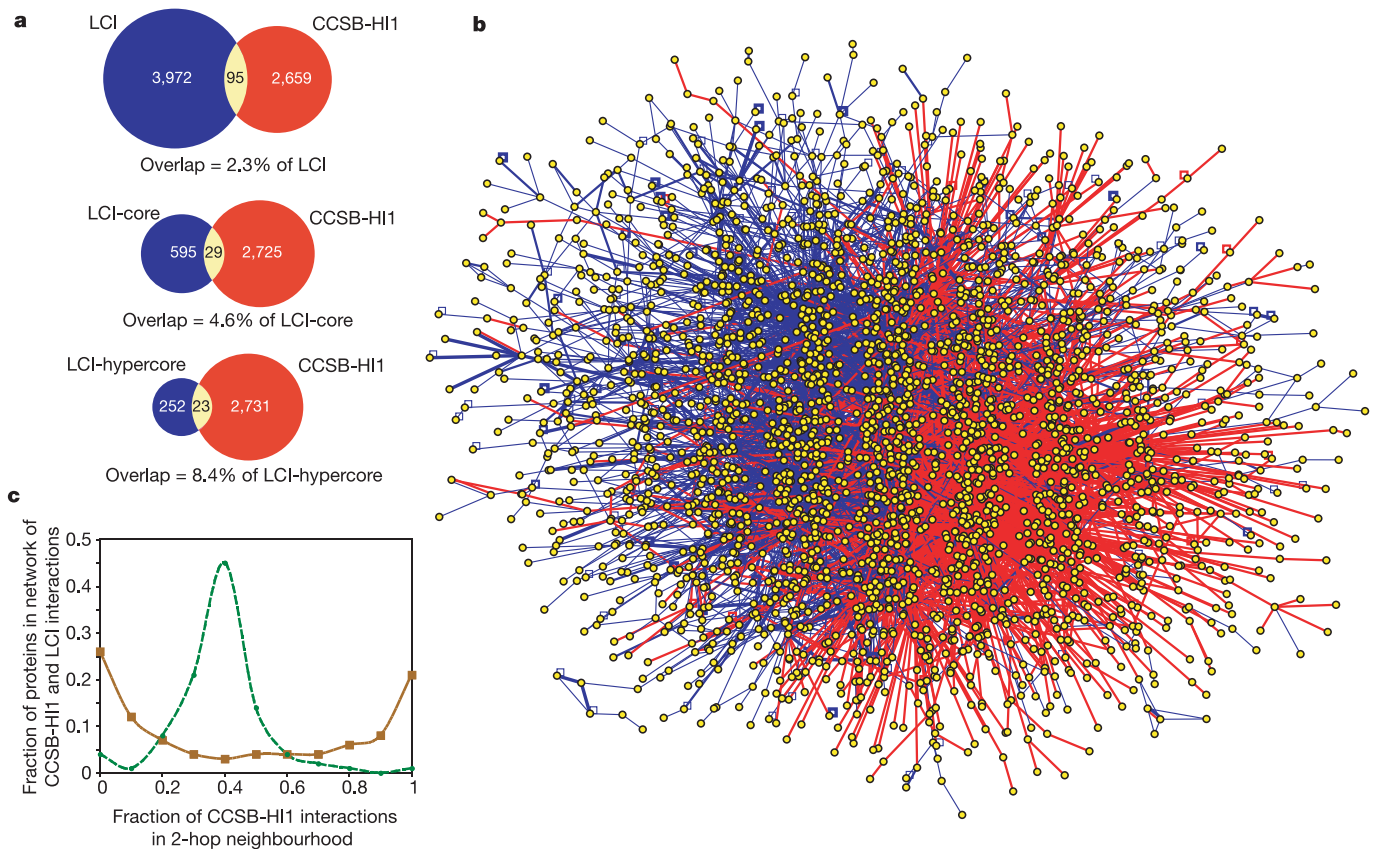 a
LCI
CCSB-HI1
3,972
95
2,659
Overlap = 2.3% of LCI
LCI-core
CCSB-HI1
595
29
2,725
Overlap = 4.6% of LCI-core
LCI-hypercore
CCSB-HI1
252
23
2,731
Overlap = 8.4% of LCI-hypercore
b
c
Fraction of proteins in network of
CCSB-HI1 and LCI interactions
0.5
0.4
0.3
0.2
0.1
0
0
0.2
0.4
0.6
0.8
1
Fraction of CCSB-HI1 interactions
in 2-hop neighbourhood